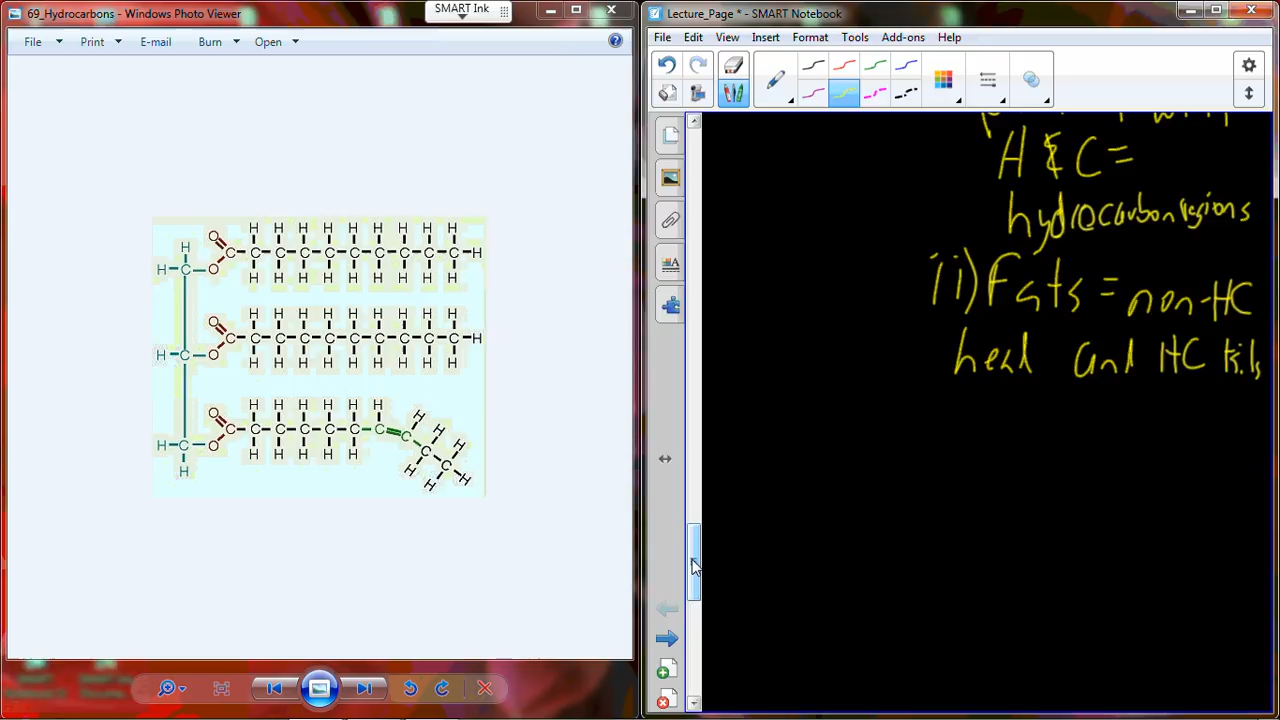 69_Hydrocarbons - Windows Photo Viewer
SMART Ink
File Print E-mail Burn Open
H H H H H H H H H
O
H C C C C C C C C C C H
H C O H H H H H H H H H
O H H H H H H H H H
C C C C C C C C C C H
H C O H H H H H H H H H
O H H H H H H H
C C C C C C C C H
H C O H H H H H C H
H H C
H H
Lecture_Page * - SMART Notebook
File Edit View Insert Format Tools Add-ons Help
H & C =
hydrocarbon regions
ii) Fats = non-HC
head and HC tails